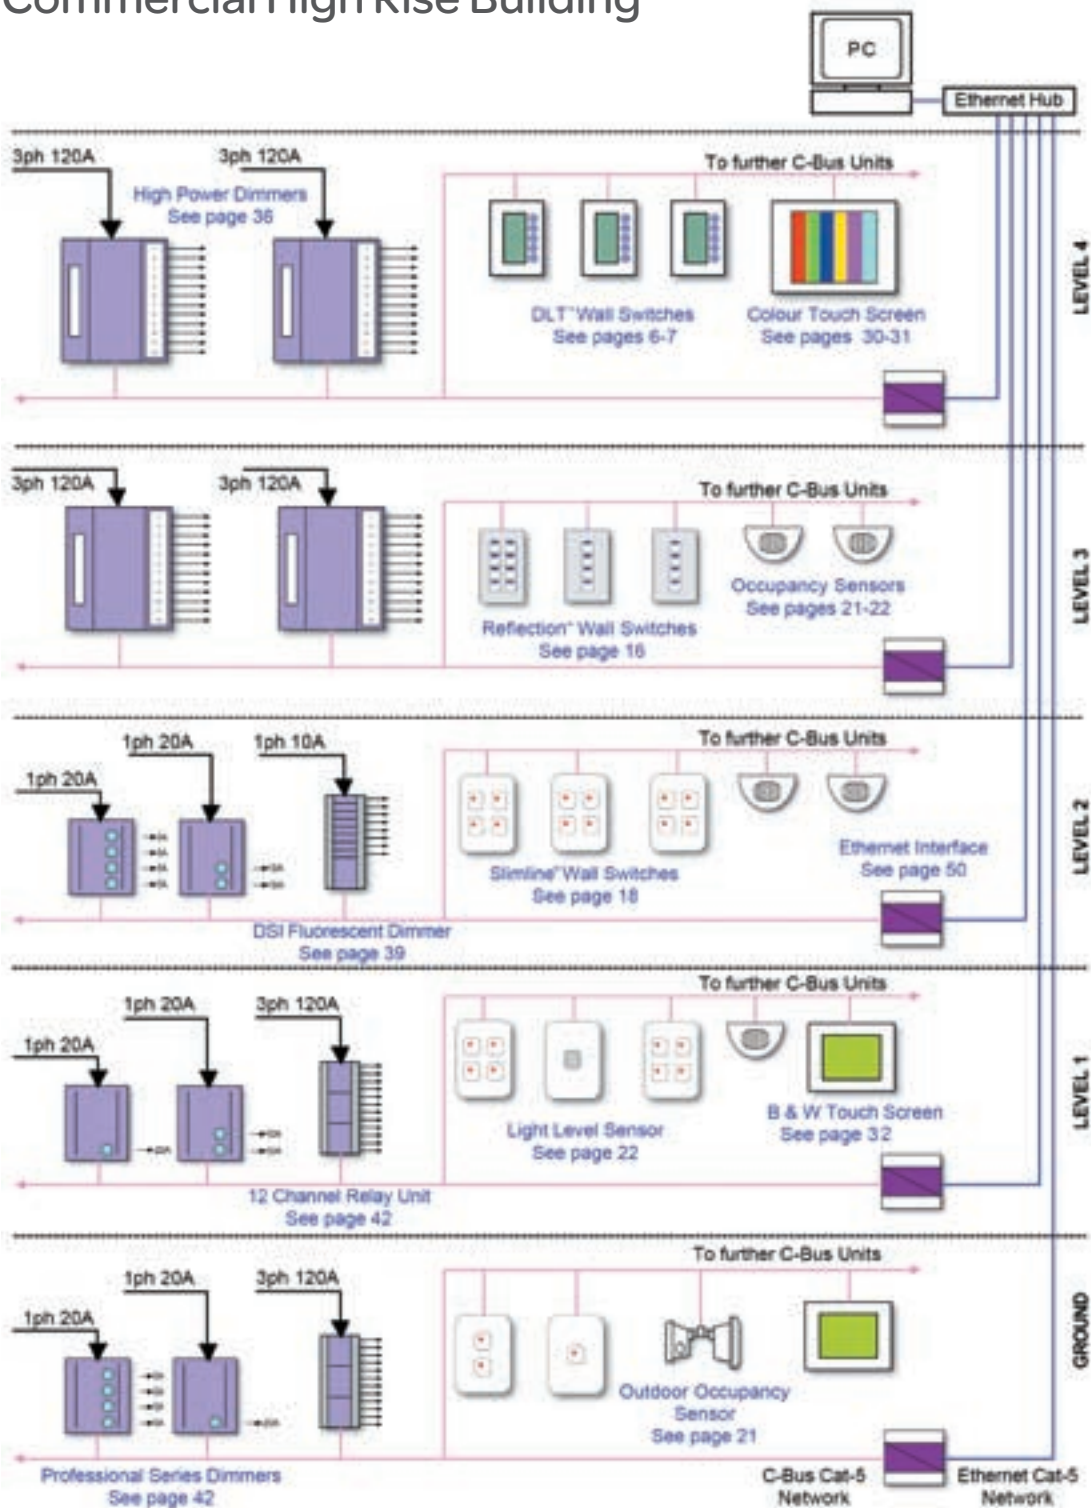 Commercial High Rise Building
PC
Ethernet Hub
3ph 120A
3ph 120A
High Power Dimmers
See page 36
To further C-Bus Units
DLT™ Wall Switches
See pages 6-7
Colour Touch Screen
See pages 30-31
LEVEL 4
3ph 120A
3ph 120A
To further C-Bus Units
Reflection™ Wall Switches
See page 16
Occupancy Sensors
See pages 21-22
LEVEL 3
1ph 20A
1ph 20A
1ph 10A
To further C-Bus Units
Slimline™ Wall Switches
See page 18
Ethernet Interface
See page 50
DSI Fluorescent Dimmer
See page 39
LEVEL 2
1ph 20A
1ph 20A
3ph 120A
To further C-Bus Units
Light Level Sensor
See page 22
B & W Touch Screen
See page 32
12 Channel Relay Unit
See page 42
LEVEL 1
1ph 20A
1ph 20A
3ph 120A
To further C-Bus Units
Outdoor Occupancy
Sensor
See page 21
GROUND
Professional Series Dimmers
See page 42
C-Bus Cat-5
Network
Ethernet Cat-5
Network